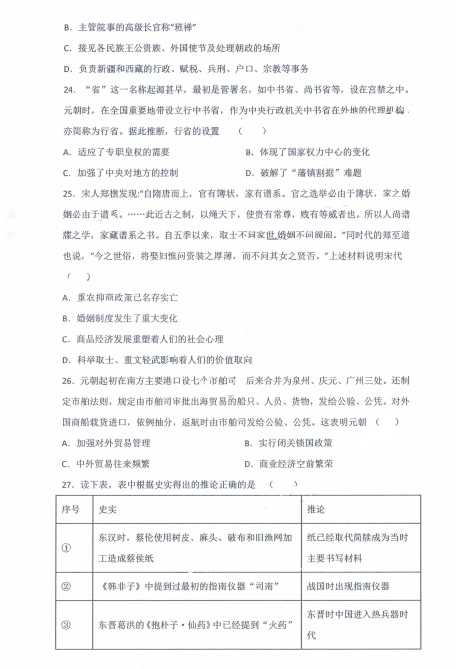 B．主管院事的高级长官称“班禅”
C．接见各民族王公贵族、外国使节及处理朝政的场所
D．负责新疆和西藏的行政、赋税、兵刑、户口、宗教等事务
24．“省”这一名称起源甚早，最初是管署名，如中书省、尚书省等，设在宫禁之中。
元朝时，在全国重要地带设立行中书省，作为中央行政机关中书省在外地的代理机构，
亦简称为行省。据此推断，行省的设置 （ ）
A．适应了专职皇权的需要 B．体现了国家权力中心的变化
C．加强了中央对地方的控制 D．破解了“藩镇割据”难题
25．宋人郑樵发现:“自隋唐而上，官有簿状，家有谱系。官之选举必由于簿状，家之婚
姻必由于谱系。……此近古之制，以绳天下，使贵有常尊，贱有等威者也。所以人尚谱
牒之学，家藏谱系之书。自五季以来，取士不问家世,婚姻不问阀阅。”同时代的郑至道
也说，“今之世俗，将娶妇惟问资装之厚薄，而不问其女之贤否。”上述材料说明宋代
（ ）
A．重农抑商政策已名存实亡
B．婚姻制度发生了重大变化
C．商品经济发展重塑着人们的社会心理
D．科举取士、重文轻武影响着人们的价值取向
26．元朝起初在南方主要港口设七个市舶司 后来合并为泉州、庆元、广州三处。还制
定市舶法则，规定由市舶司审批出海贸易的船只、人员、货物，发给公验、公凭。对外
国商船载货进口，依例抽分，返航时由市舶司发给公验、公凭。这表明元朝 （ ）
A．加强对外贸易管理 B．实行闭关锁国政策
C．中外贸易往来频繁 D．商业经济空前繁荣
27．读下表，表中根据史实得出的推论正确的是 （ ）
序号 史实 推论
① 东汉时，蔡伦使用树皮、麻头、破布和旧渔网加工造成蔡侯纸 纸已经取代简牍成为当时主要书写材料
② 《韩非子》中提到过最初的指南仪器“司南” 战国时出现指南仪器
③ 东晋葛洪的《抱朴子·仙药》中已经提到“火药” 东晋时中国进入热兵器时代